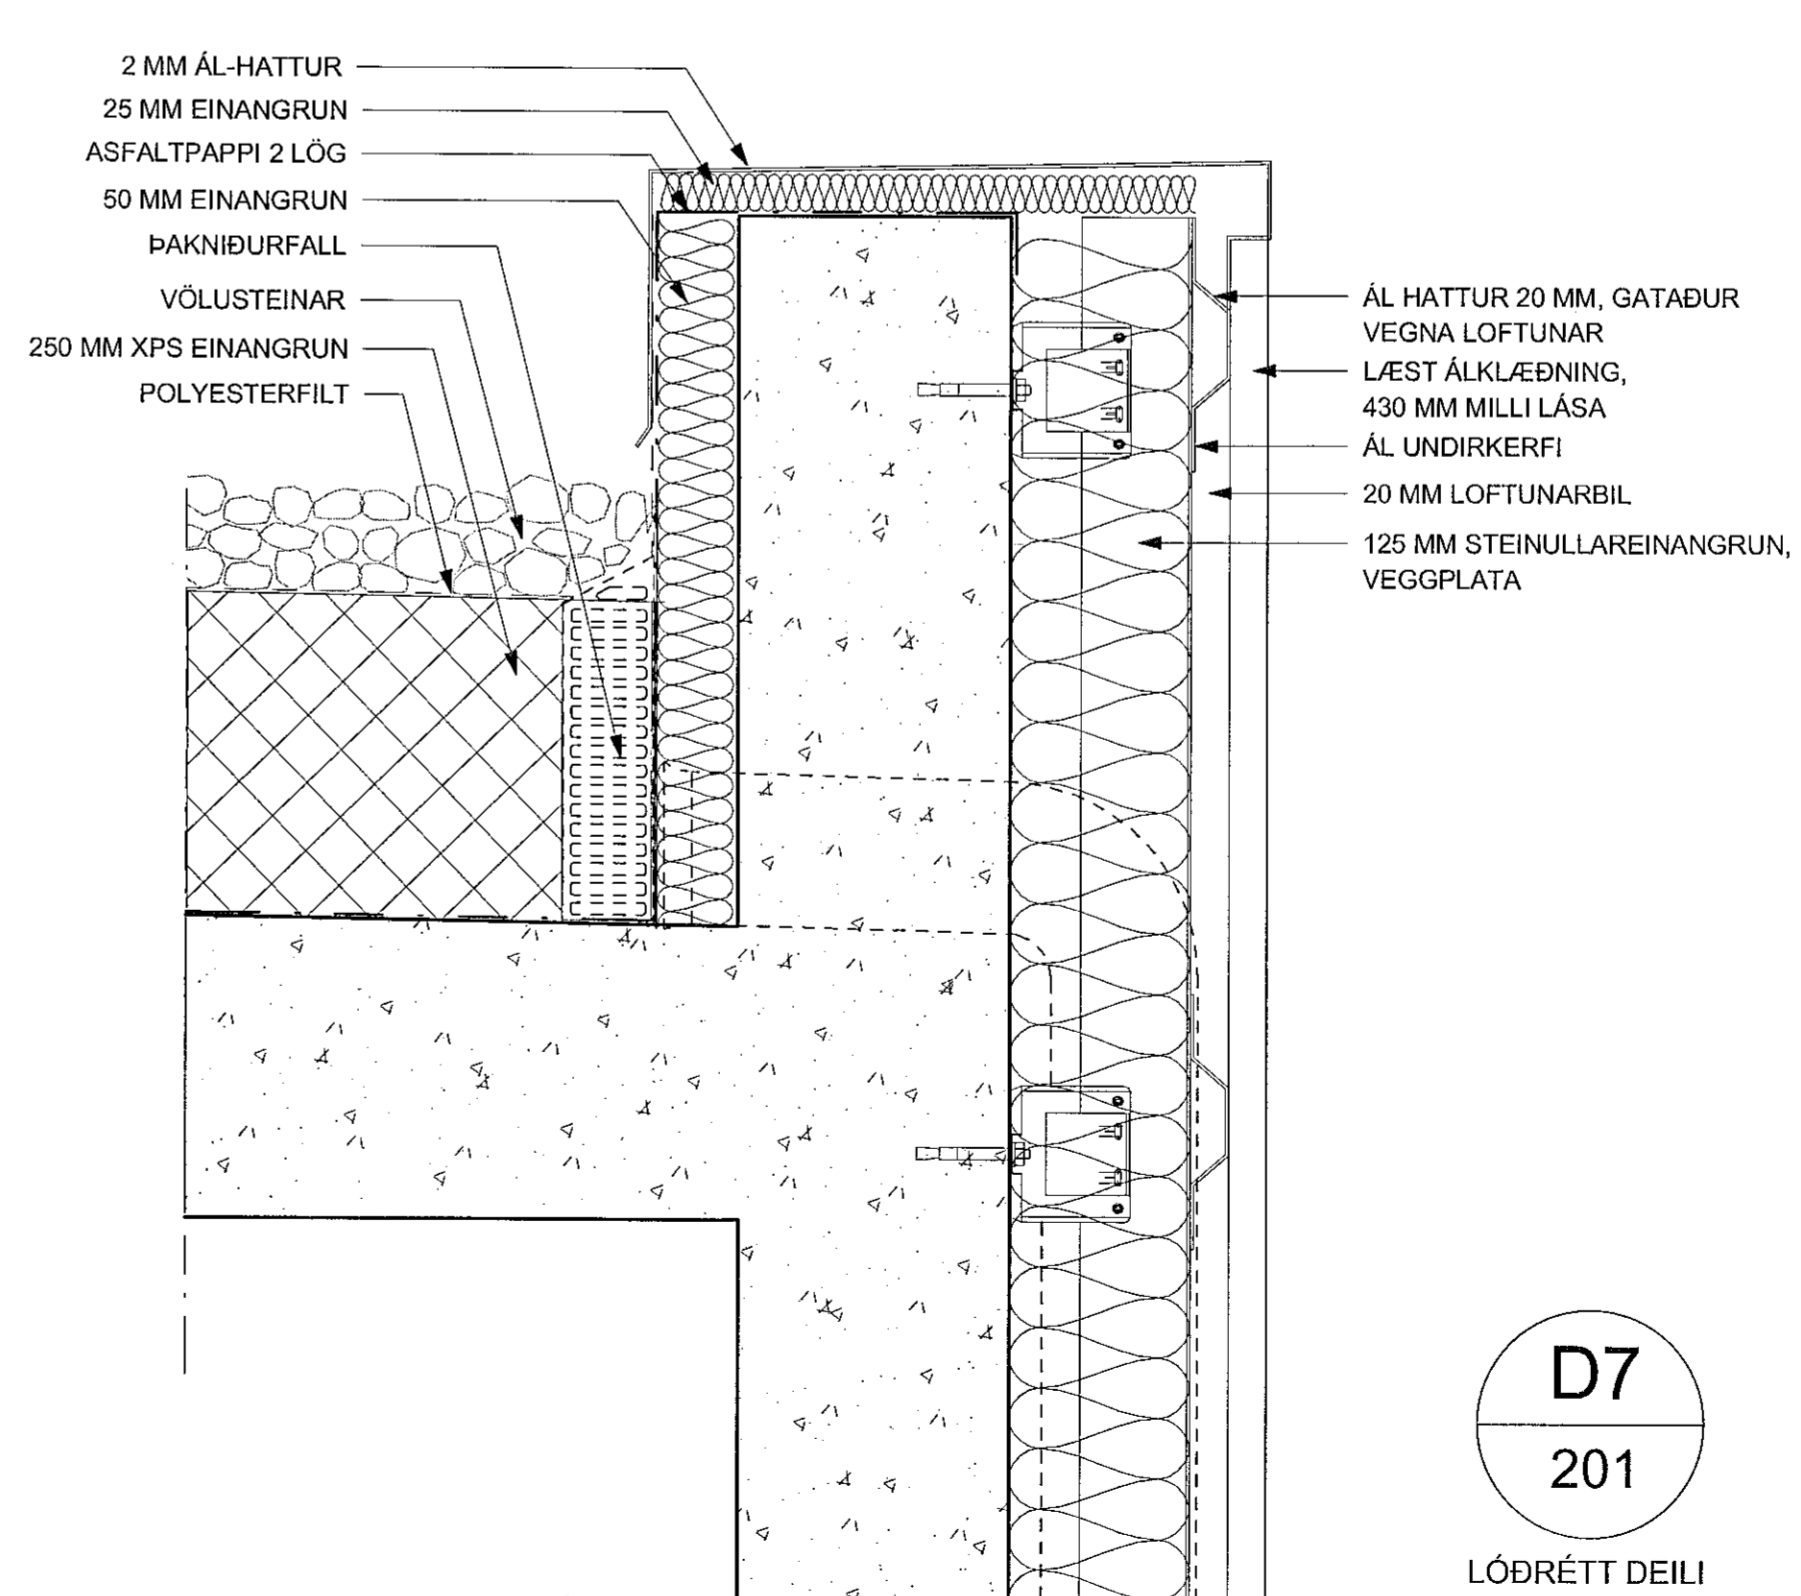 2 MM ÁL-HATTUR
25 MM EINANGRUN
ASFALTPAPPI 2 LÖG
50 MM EINANGRUN
ÞAKNIÐURFALL
VÖLUSTEINAR
250 MM XPS EINANGRUN
POLYESTERFILT
ÁL HATTUR 20 MM, GATAÐUR
VEGNA LOFTUNAR
LÆST ÁLKLÆÐNING,
430 MM MILLI LÁSA
ÁL UNDIRKERFI
20 MM LOFTUNARBIL
125 MM STEINULLAREINANGRUN,
VEGGPLATA
D7
201
LÓÐRÉTT DEILI